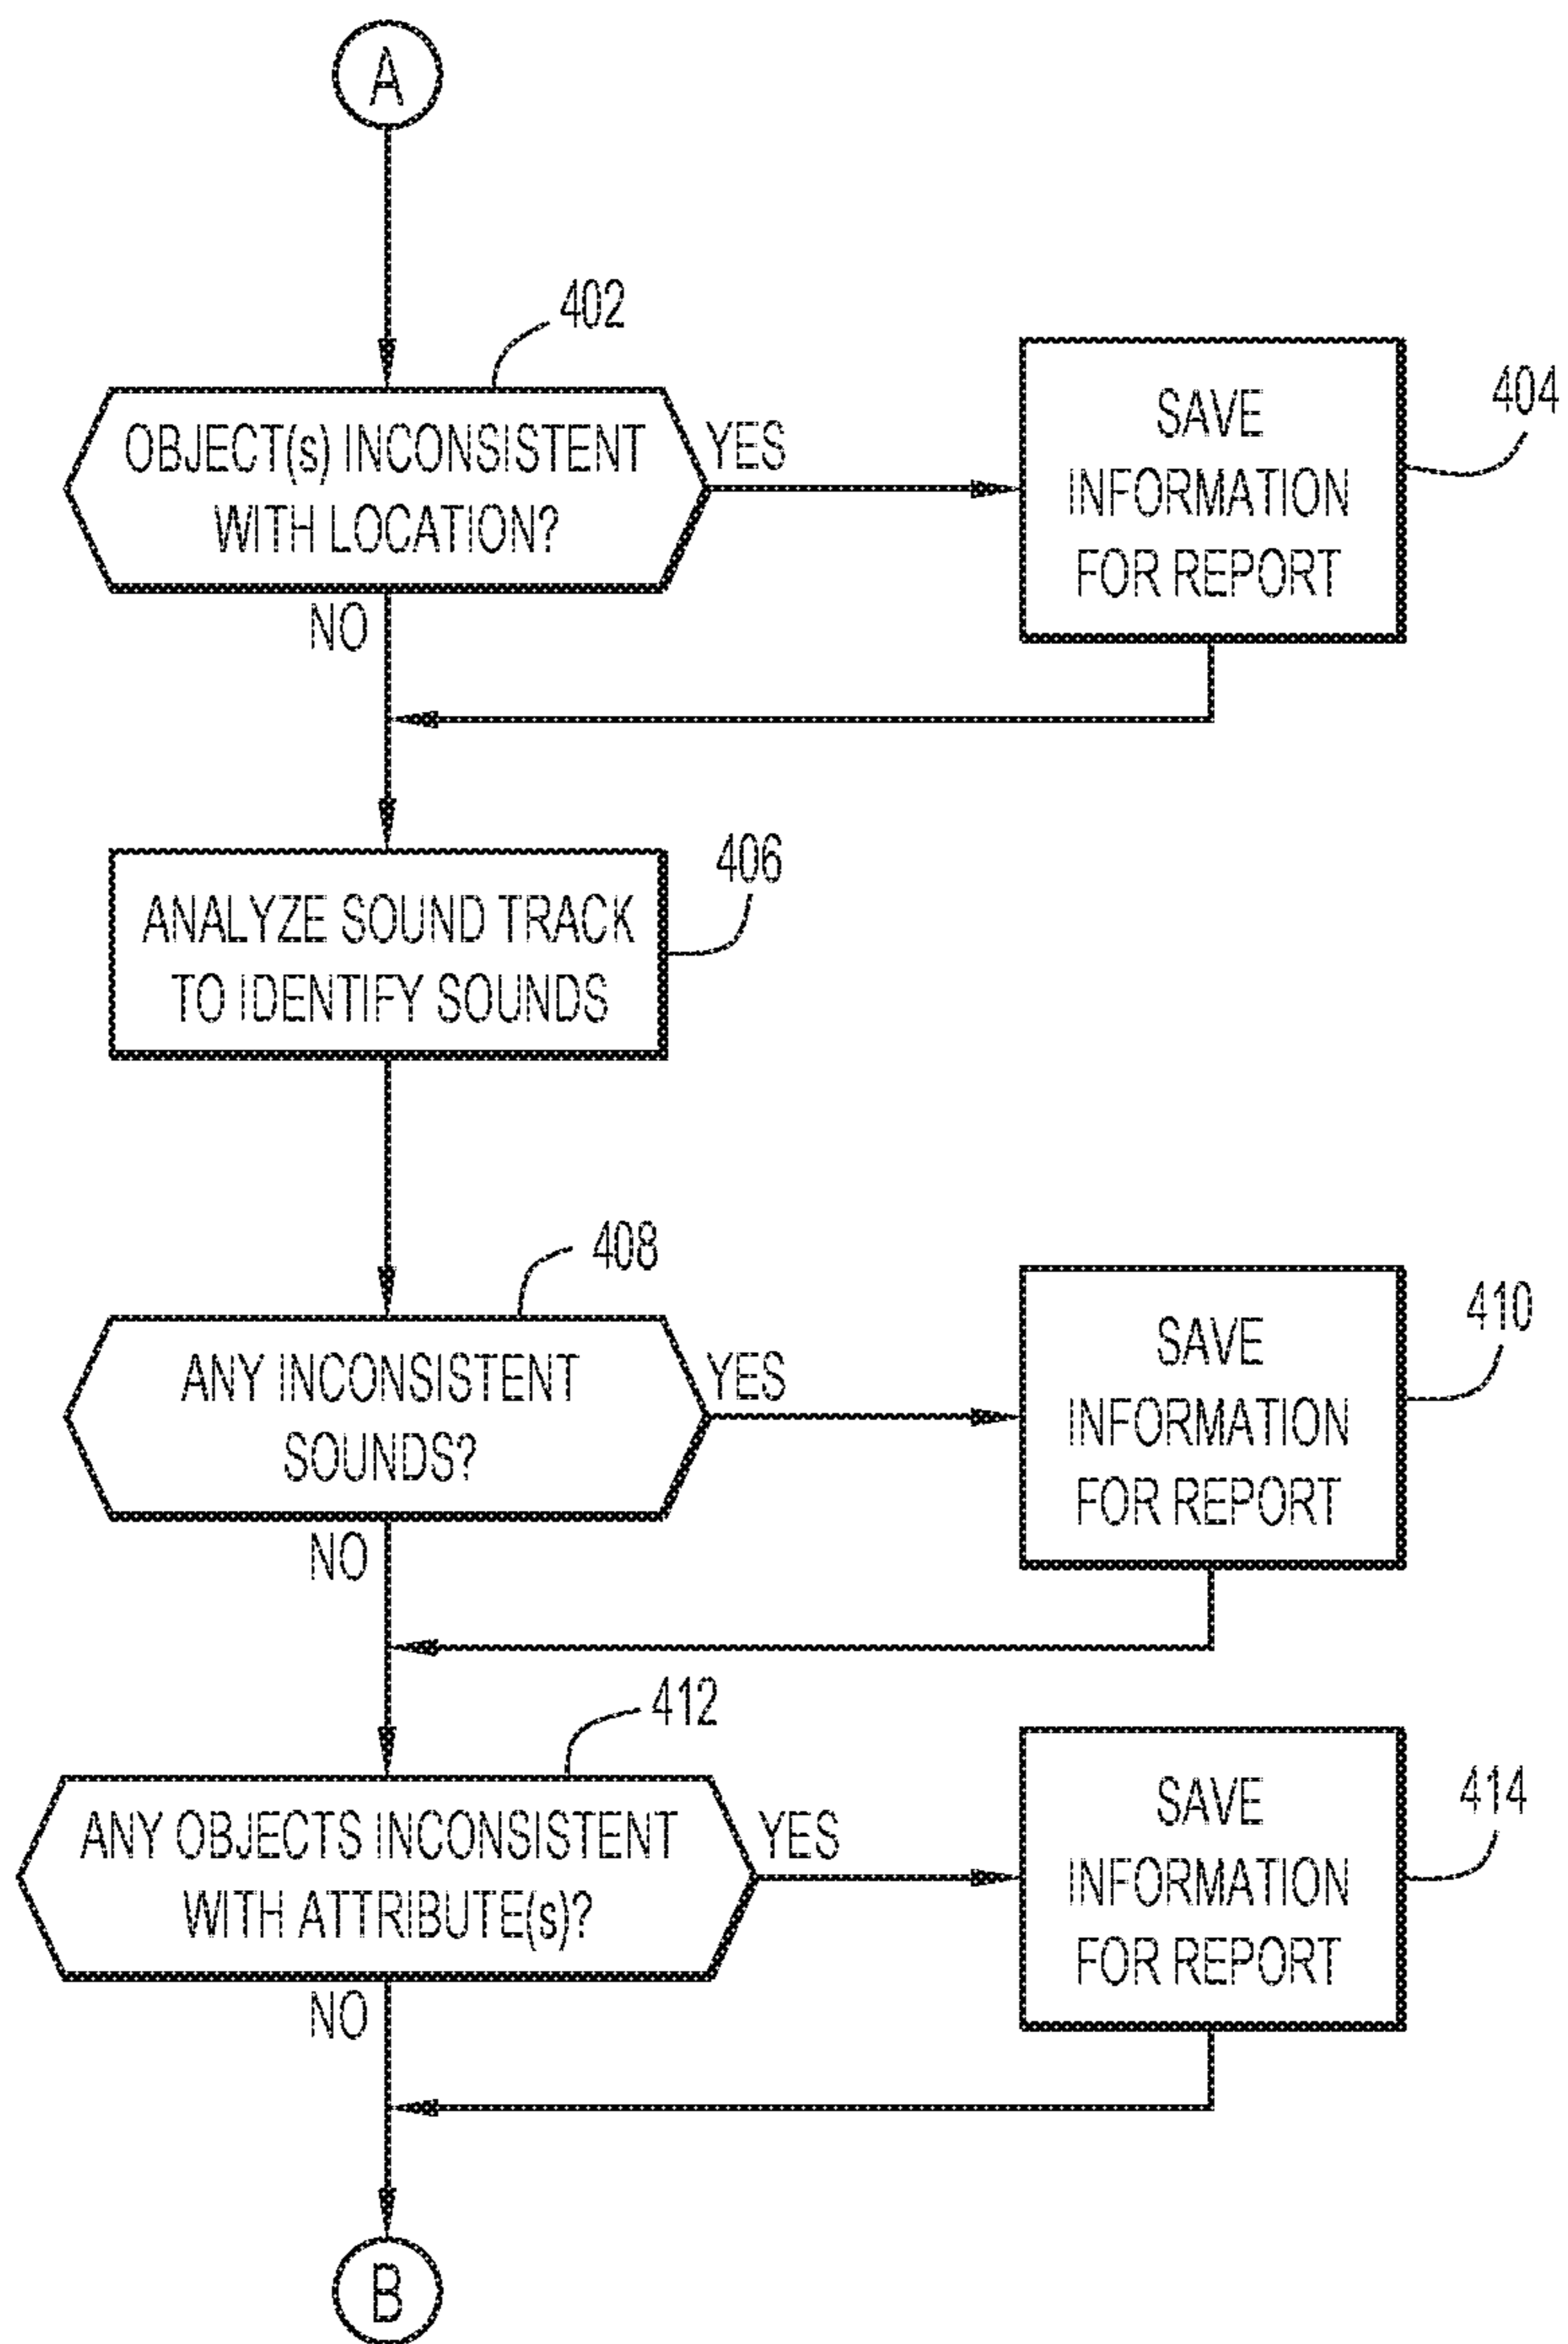 A
402
OBJECT(s) INCONSISTENT
WITH LOCATION?
YES
SAVE
INFORMATION
FOR REPORT
404
NO
406
ANALYZE SOUND TRACK
TO IDENTIFY SOUNDS
408
ANY INCONSISTENT
SOUNDS?
YES
SAVE
INFORMATION
FOR REPORT
410
NO
412
ANY OBJECTS INCONSISTENT
WITH ATTRIBUTE(s)?
YES
SAVE
INFORMATION
FOR REPORT
414
NO
B